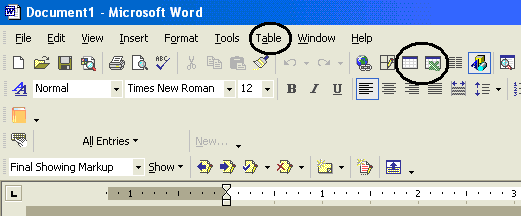 Document1 - Microsoft Word
File Edit View Insert Format Tools Table Window Help
ABC
Normal Times New Roman 12 B I U
All Entries New...
Final Showing Markup Show
L 1 1 2 3